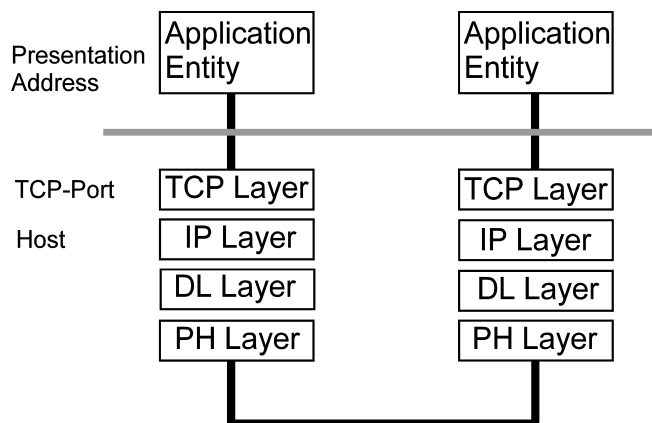 Application
Entity
Application
Entity
Presentation
Address
TCP-Port
TCP Layer
TCP Layer
Host
IP Layer
IP Layer
DL Layer
DL Layer
PH Layer
PH Layer